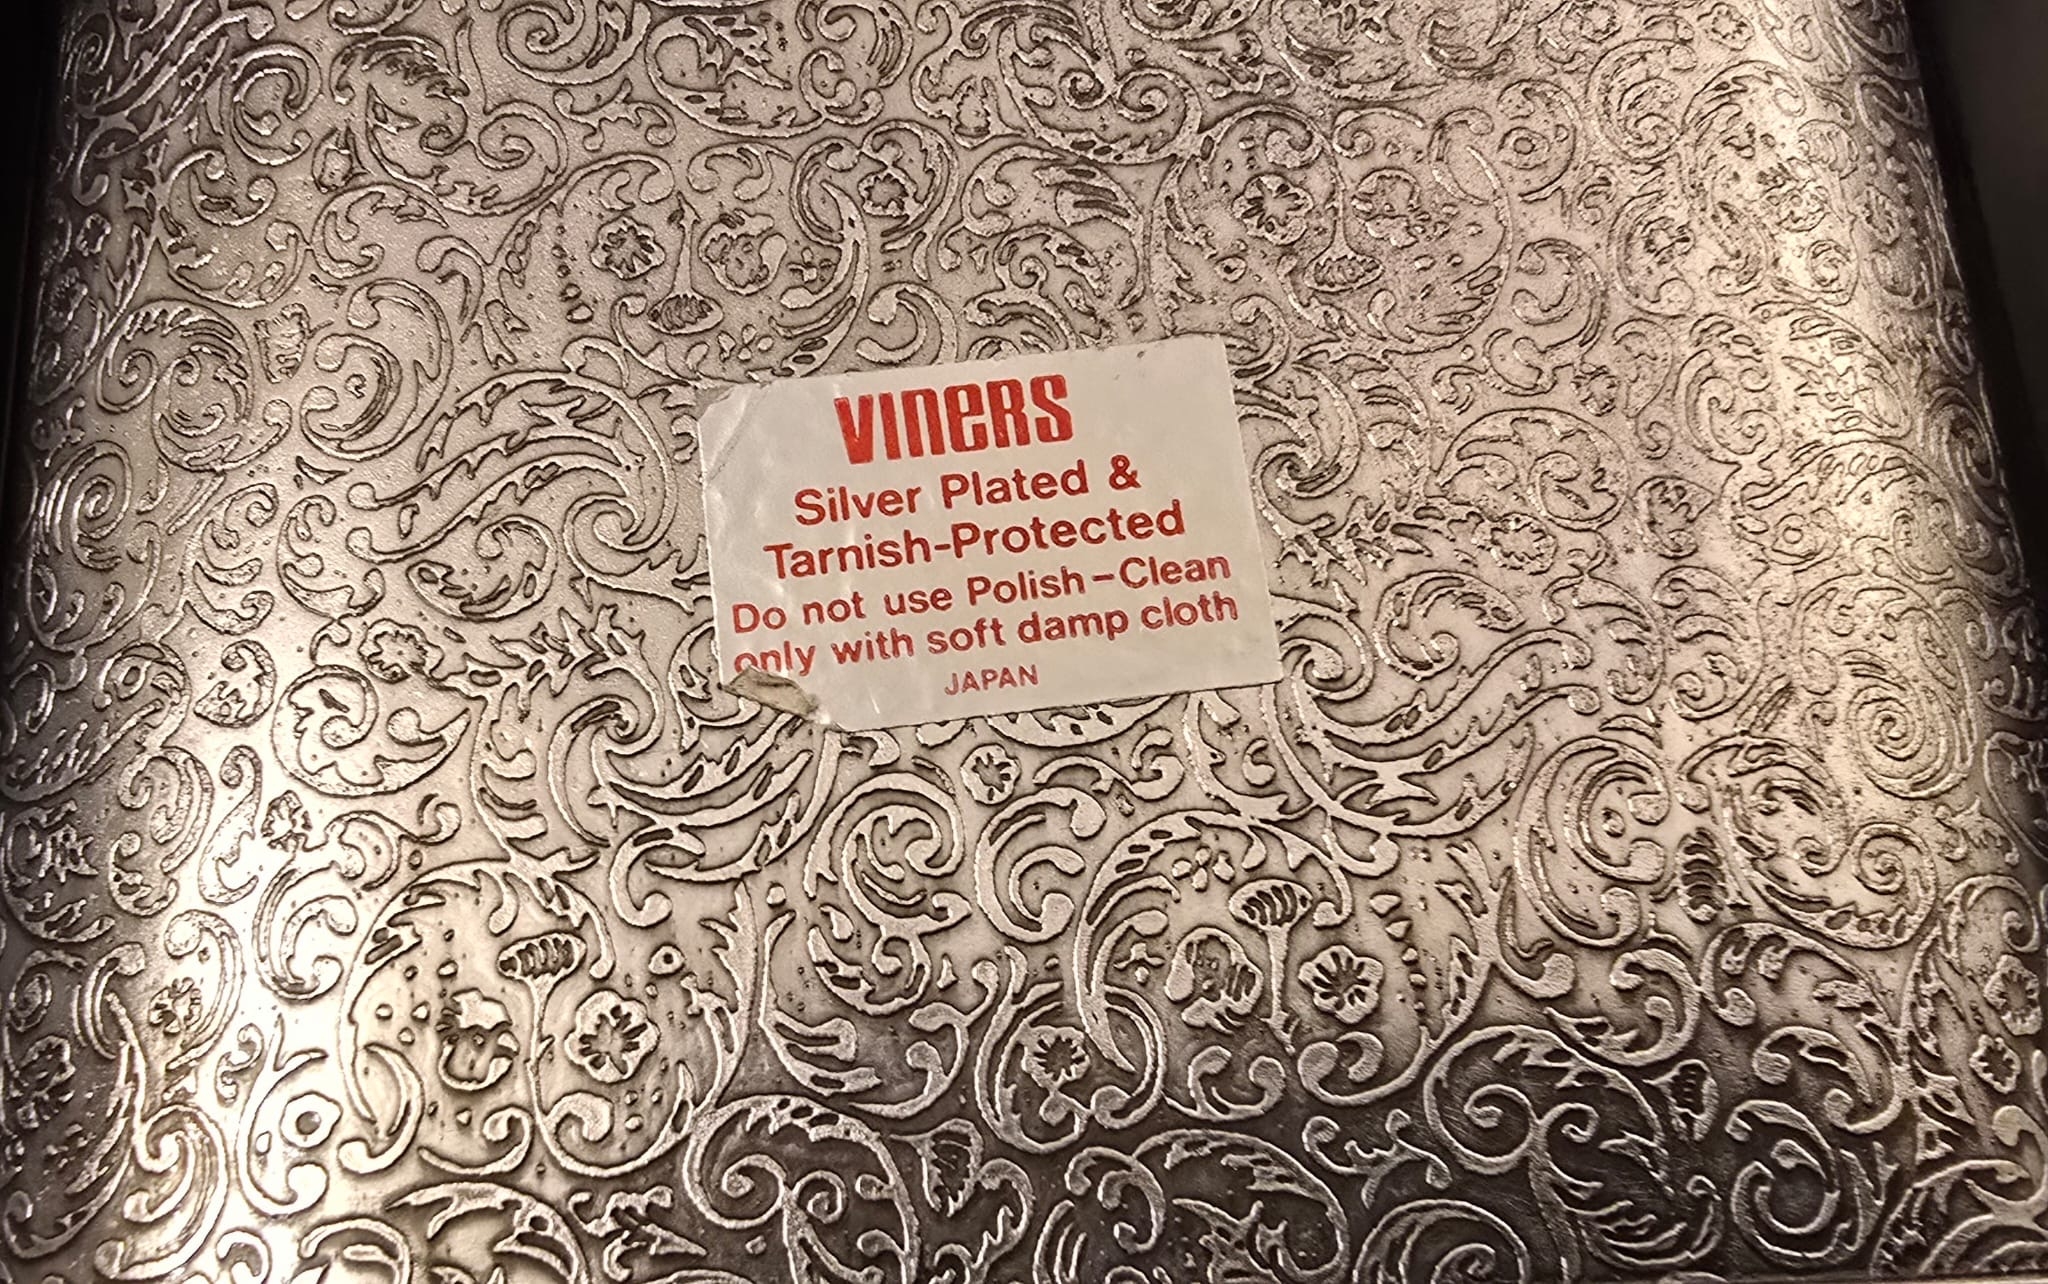 VINERS
Silver Plated &
Tarnish-Protected
Do not use Polish–Clean
only with soft damp cloth
JAPAN